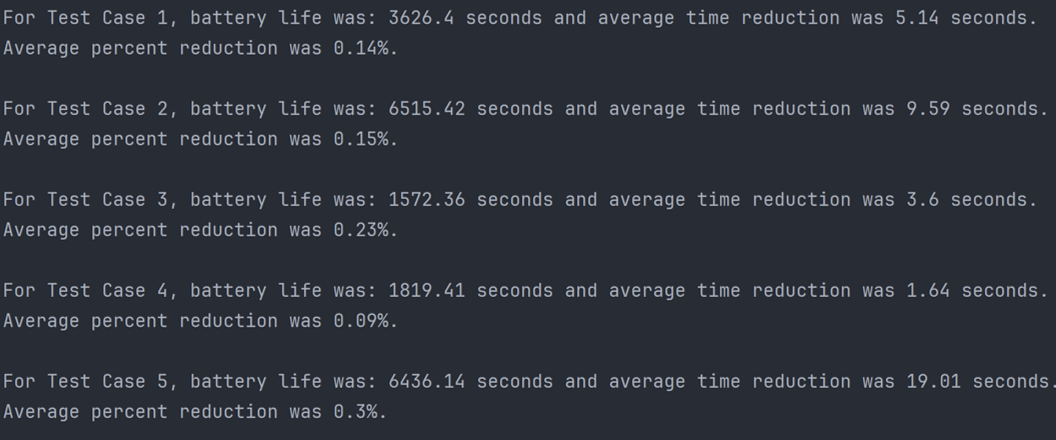 For Test Case 1, battery life was: 3626.4 seconds and average time reduction was 5.14 seconds.
Average percent reduction was 0.14%.
For Test Case 2, battery life was: 6515.42 seconds and average time reduction was 9.59 seconds.
Average percent reduction was 0.15%.
For Test Case 3, battery life was: 1572.36 seconds and average time reduction was 3.6 seconds.
Average percent reduction was 0.23%.
For Test Case 4, battery life was: 1819.41 seconds and average time reduction was 1.64 seconds.
Average percent reduction was 0.09%.
For Test Case 5, battery life was: 6436.14 seconds and average time reduction was 19.01 seconds.
Average percent reduction was 0.3%.